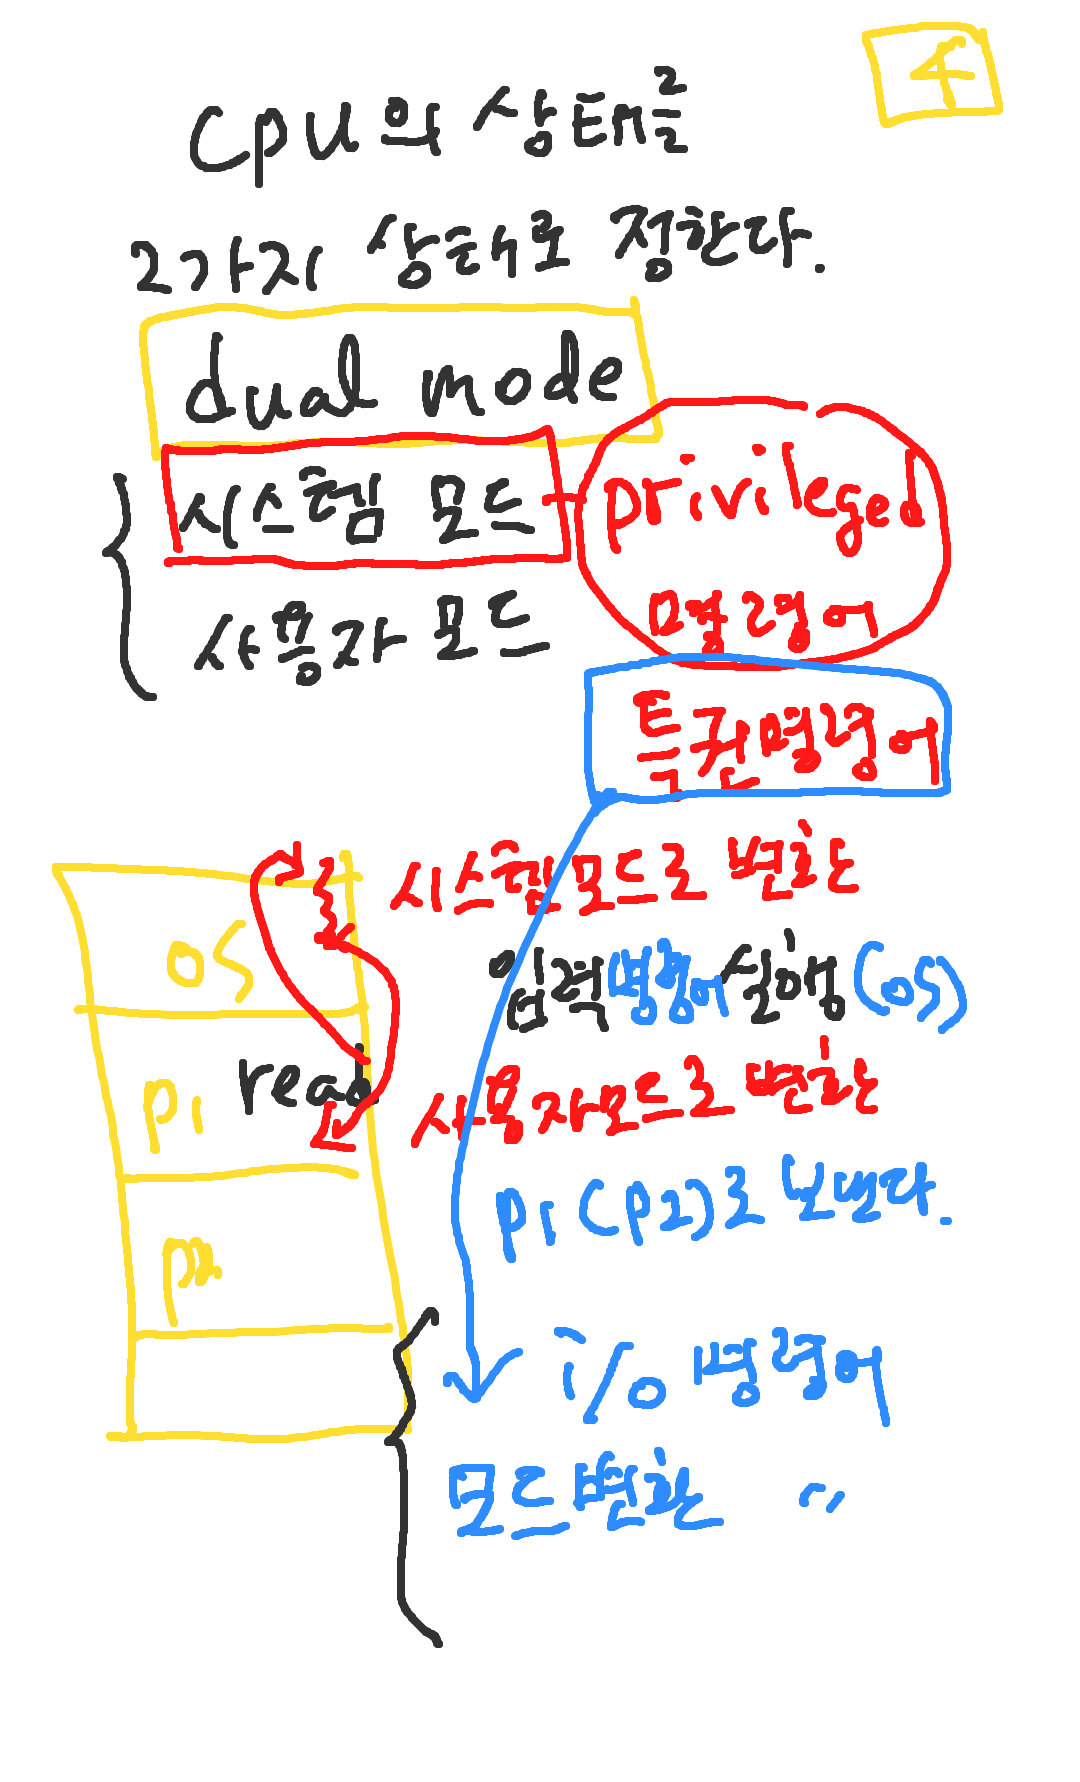 4
CPU의 상태를
2가지 상태로 정한다.
dual mode
시스템 모드 - privileged
명령어
사용자 모드
특권명령어
시스템모드로 변환
OS
입력명령어실행(OS)
P1 read
사용자모드로 변환
P1(P2)로 보낸다.
P2
i/o 명령어
모드변환 〃